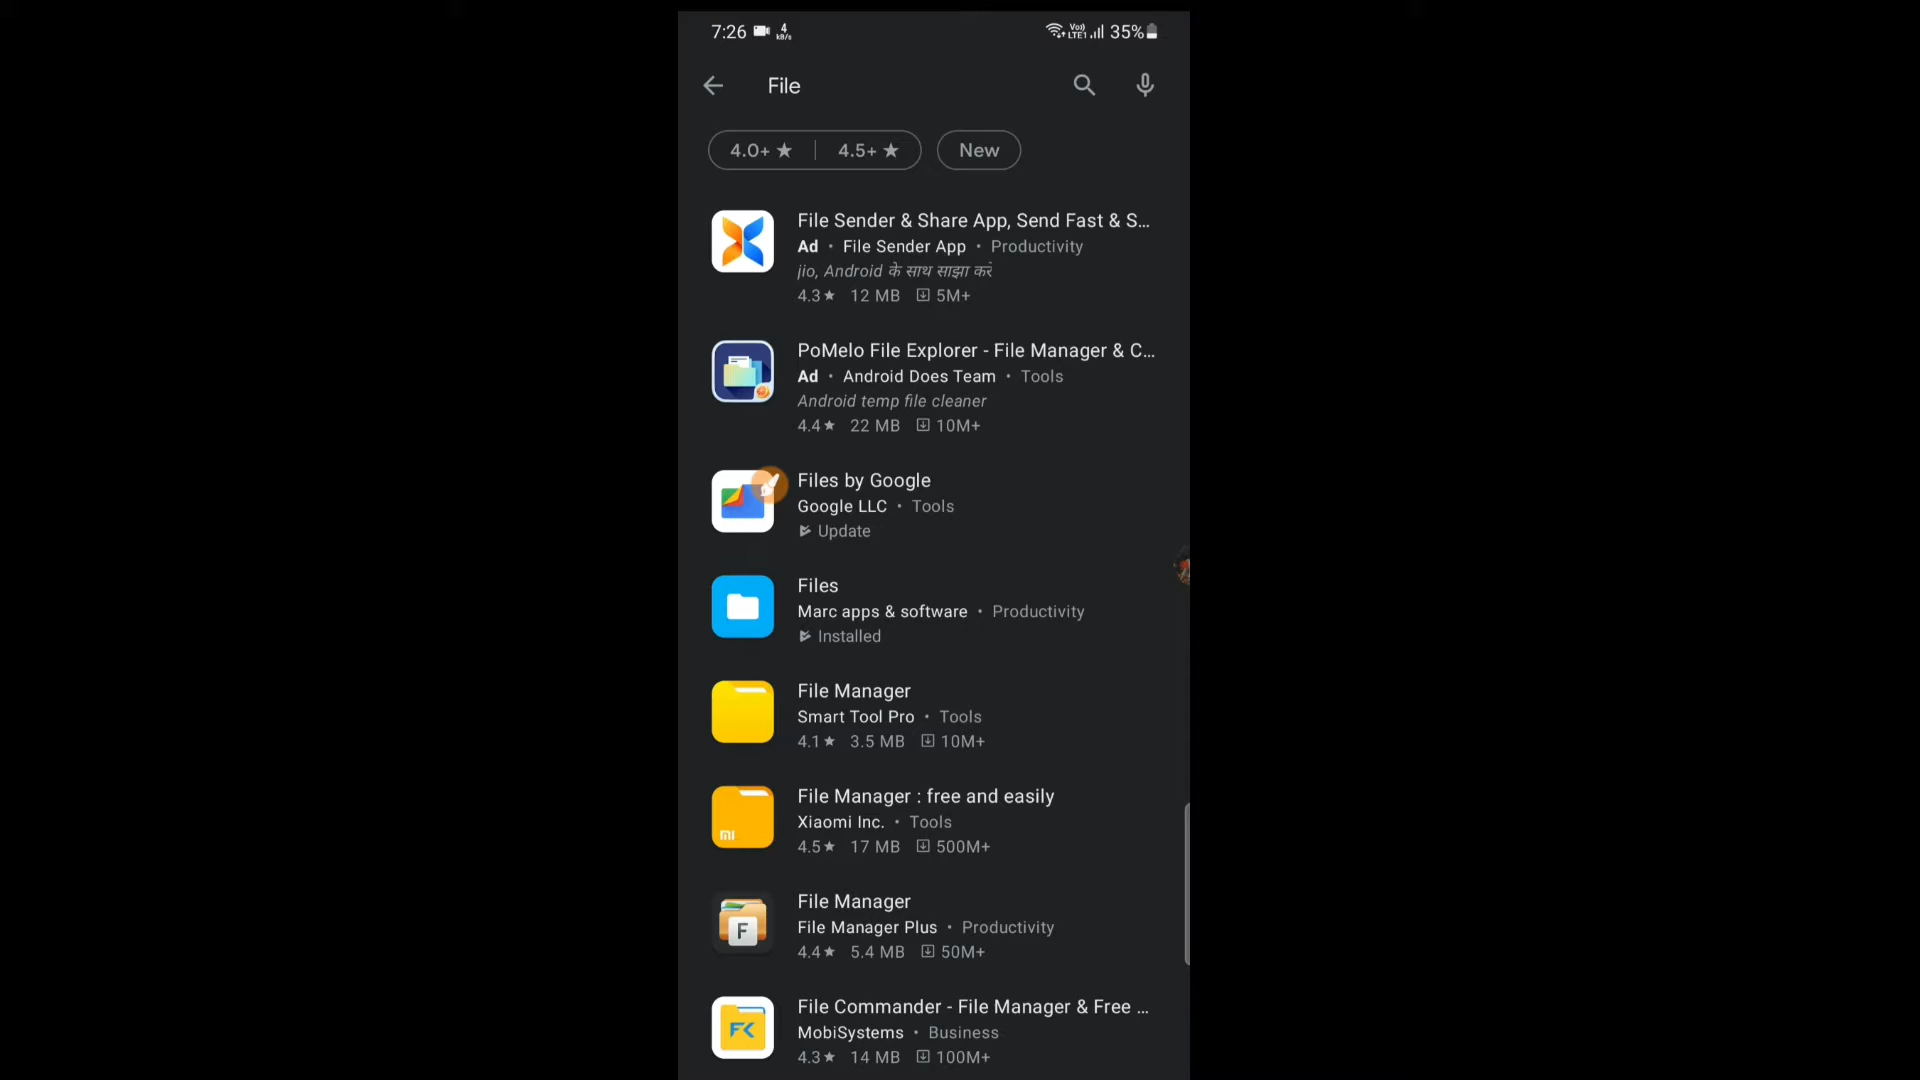 7:26 4 kB/s Vo) LTE1 35%
File
4.0+ ★ 4.5+ ★ New
File Sender & Share App, Send Fast & S...
Ad • File Sender App • Productivity
jio, Android के साथ साझा करें
4.3★ 12 MB 5M+
PoMelo File Explorer - File Manager & C...
Ad • Android Does Team • Tools
Android temp file cleaner
4.4★ 22 MB 10M+
Files by Google
Google LLC • Tools
Update
Files
Marc apps & software • Productivity
Installed
File Manager
Smart Tool Pro • Tools
4.1★ 3.5 MB 10M+
File Manager : free and easily
Xiaomi Inc. • Tools
4.5★ 17 MB 500M+
File Manager
File Manager Plus • Productivity
4.4★ 5.4 MB 50M+
File Commander - File Manager & Free ...
MobiSystems • Business
4.3★ 14 MB 100M+